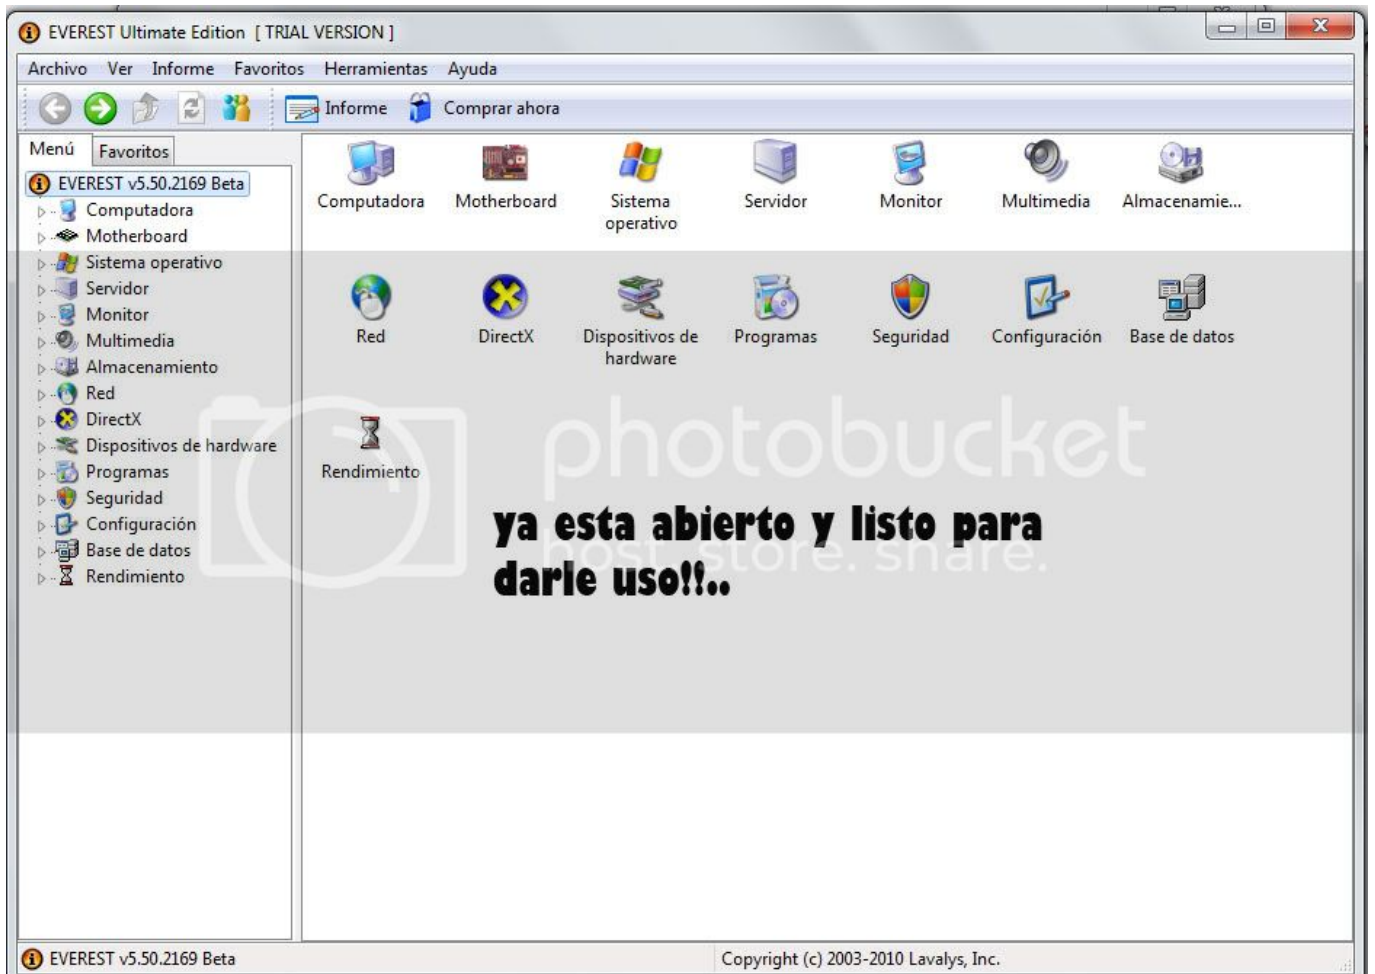 EVEREST Ultimate Edition [ TRIAL VERSION ]
Archivo Ver Informe Favoritos Herramientas Ayuda
Informe Comprar ahora
Menú Favoritos
EVEREST v5.50.2169 Beta
Computadora
Motherboard
Sistema operativo
Servidor
Monitor
Multimedia
Almacenamiento
Red
DirectX
Dispositivos de hardware
Programas
Seguridad
Configuración
Base de datos
Rendimiento
Computadora Motherboard Sistema operativo Servidor Monitor Multimedia Almacenamie...
Red DirectX Dispositivos de hardware Programas Seguridad Configuración Base de datos
Rendimiento
photobucket
host. store. share.
ya esta abierto y listo para
darle uso!!..
EVEREST v5.50.2169 Beta Copyright (c) 2003-2010 Lavalys, Inc.